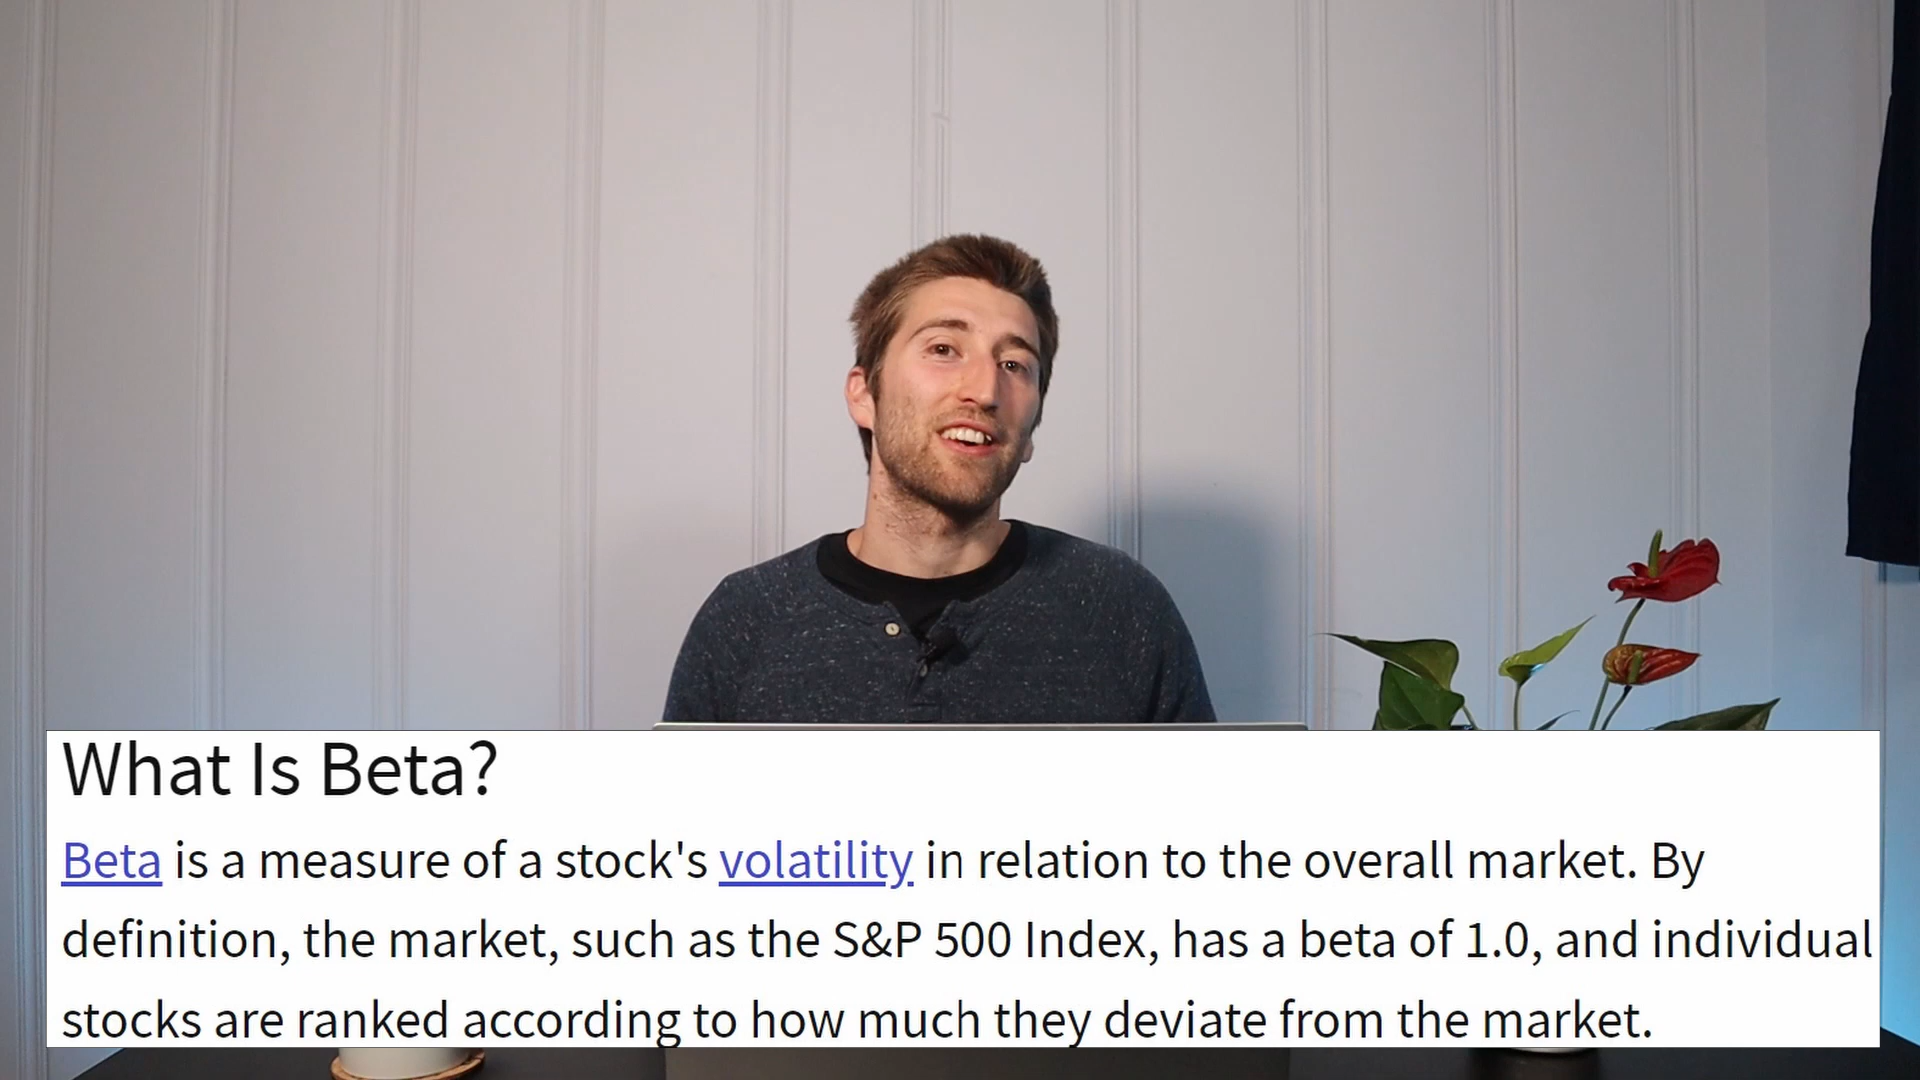 What Is Beta?
Beta is a measure of a stock's volatility in relation to the overall market. By
definition, the market, such as the S&P 500 Index, has a beta of 1.0, and individual
stocks are ranked according to how much they deviate from the market.